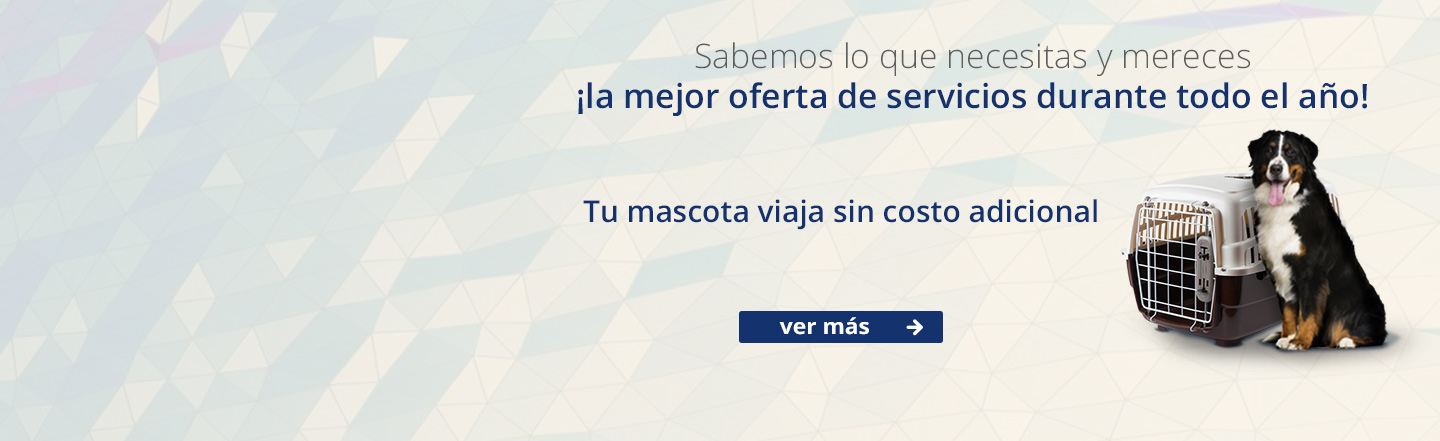 Sabemos lo que necesitas y mereces
¡la mejor oferta de servicios durante todo el año!
Tu mascota viaja sin costo adicional
ver más